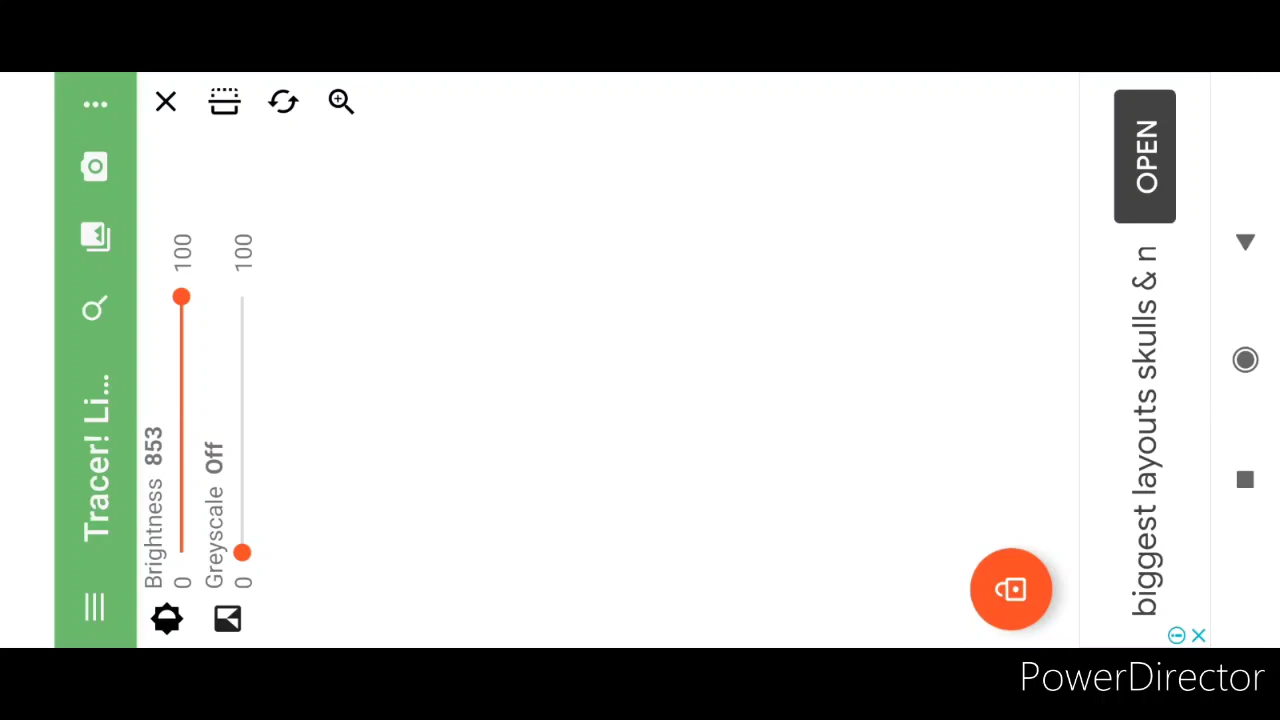 Tracer! Li...
Brightness 853
0 100
Greyscale Off
0 100
biggest layouts skulls & n
OPEN
PowerDirector